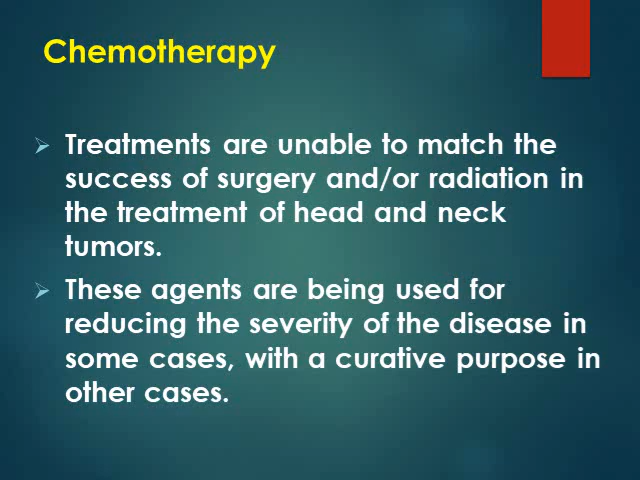 Chemotherapy
Treatments are unable to match the
success of surgery and/or radiation in
the treatment of head and neck
tumors.
These agents are being used for
reducing the severity of the disease in
some cases, with a curative purpose in
other cases.